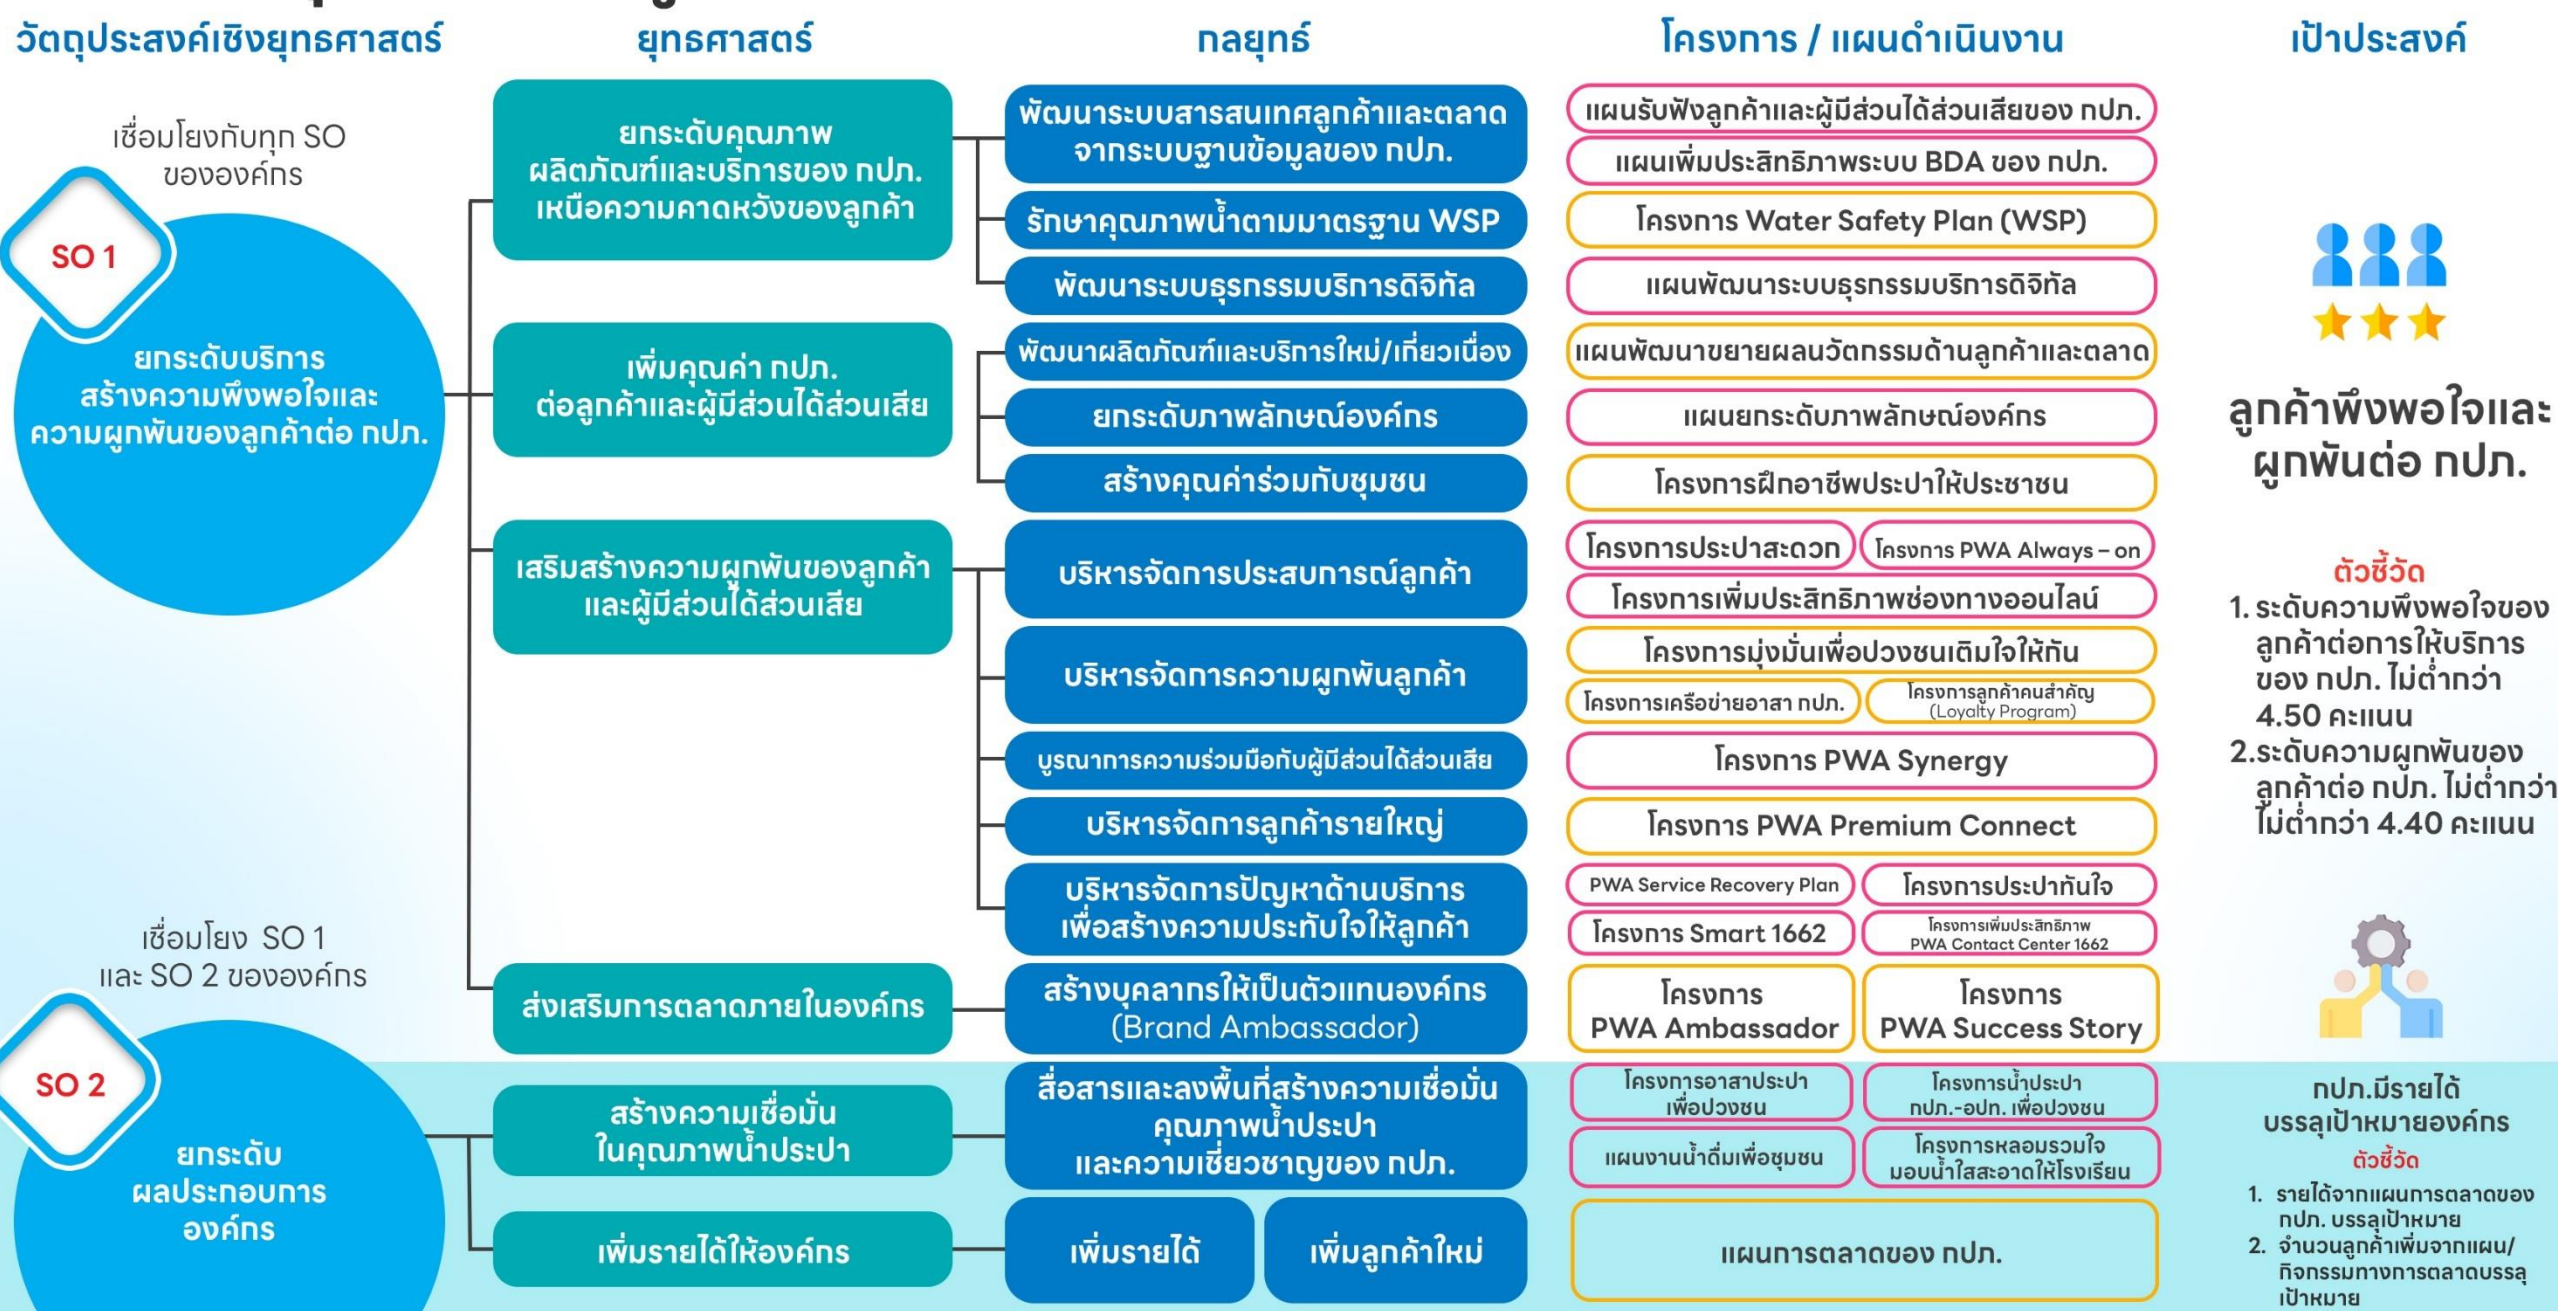 วัตถุประสงค์เชิงยุทธศาสตร์
ยุทธศาสตร์
กลยุทธ์
โครงการ / แผนดำเนินงาน
เป้าประสงค์
เชื่อมโยงกับทุก SO
ขององค์กร
SO 1
ยกระดับบริการ
สร้างความพึงพอใจและ
ความผูกพันของลูกค้าต่อ กปภ.
ยกระดับคุณภาพ
ผลิตภัณฑ์และบริการของ กปภ.
เหนือความคาดหวังของลูกค้า
พัฒนาระบบสารสนเทศลูกค้าและตลาด
จากระบบฐานข้อมูลของ กปภ.
แผนรับฟังลูกค้าและผู้มีส่วนได้ส่วนเสียของ กปภ.
แผนเพิ่มประสิทธิภาพระบบ BDA ของ กปภ.
รักษาคุณภาพน้ำตามมาตรฐาน WSP
โครงการ Water Safety Plan (WSP)
พัฒนาระบบธุรกรรมบริการดิจิทัล
แผนพัฒนาระบบธุรกรรมบริการดิจิทัล
เพิ่มคุณค่า กปภ.
ต่อลูกค้าและผู้มีส่วนได้ส่วนเสีย
พัฒนาผลิตภัณฑ์และบริการใหม่/เกี่ยวเนื่อง
แผนพัฒนาขยายผลนวัตกรรมด้านลูกค้าและตลาด
ยกระดับภาพลักษณ์องค์กร
แผนยกระดับภาพลักษณ์องค์กร
สร้างคุณค่าร่วมกับชุมชน
โครงการฝึกอาชีพประปาให้ประชาชน
เสริมสร้างความผูกพันของลูกค้า
และผู้มีส่วนได้ส่วนเสีย
บริหารจัดการประสบการณ์ลูกค้า
โครงการประปาสะดวก
โครงการ PWA Always – on
โครงการเพิ่มประสิทธิภาพช่องทางออนไลน์
บริหารจัดการความผูกพันลูกค้า
โครงการมุ่งมั่นเพื่อปวงชนเติมใจให้กัน
โครงการเครือข่ายอาสา กปภ.
โครงการลูกค้าคนสำคัญ
(Loyalty Program)
บูรณาการความร่วมมือกับผู้มีส่วนได้ส่วนเสีย
โครงการ PWA Synergy
บริหารจัดการลูกค้ารายใหญ่
โครงการ PWA Premium Connect
บริหารจัดการปัญหาด้านบริการ
เพื่อสร้างความประทับใจให้ลูกค้า
PWA Service Recovery Plan
โครงการประปาทันใจ
โครงการ Smart 1662
โครงการเพิ่มประสิทธิภาพ
PWA Contact Center 1662
ส่งเสริมการตลาดภายในองค์กร
สร้างบุคลากรให้เป็นตัวแทนองค์กร
(Brand Ambassador)
โครงการ
PWA Ambassador
โครงการ
PWA Success Story
ลูกค้าพึงพอใจและ
ผูกพันต่อ กปภ.
ตัวชี้วัด
1. ระดับความพึงพอใจของ
ลูกค้าต่อการให้บริการ
ของ กปภ. ไม่ต่ำกว่า
4.50 คะแนน
2.ระดับความผูกพันของ
ลูกค้าต่อ กปภ. ไม่ต่ำกว่า
ไม่ต่ำกว่า 4.40 คะแนน
เชื่อมโยง SO 1
และ SO 2 ขององค์กร
SO 2
ยกระดับ
ผลประกอบการ
องค์กร
สร้างความเชื่อมั่น
ในคุณภาพน้ำประปา
สื่อสารและลงพื้นที่สร้างความเชื่อมั่น
คุณภาพน้ำประปา
และความเชี่ยวชาญของ กปภ.
โครงการอาสาประปา
เพื่อปวงชน
โครงการน้ำประปา
กปภ.-อปท. เพื่อปวงชน
แผนงานน้ำดื่มเพื่อชุมชน
โครงการหลอมรวมใจ
มอบน้ำใสสะอาดให้โรงเรียน
เพิ่มรายได้ให้องค์กร
เพิ่มรายได้
เพิ่มลูกค้าใหม่
แผนการตลาดของ กปภ.
กปภ.มีรายได้
บรรลุเป้าหมายองค์กร
ตัวชี้วัด
1. รายได้จากแผนการตลาดของ
กปภ. บรรลุเป้าหมาย
2. จำนวนลูกค้าเพิ่มจากแผน/
กิจกรรมทางการตลาดบรรลุ
เป้าหมาย